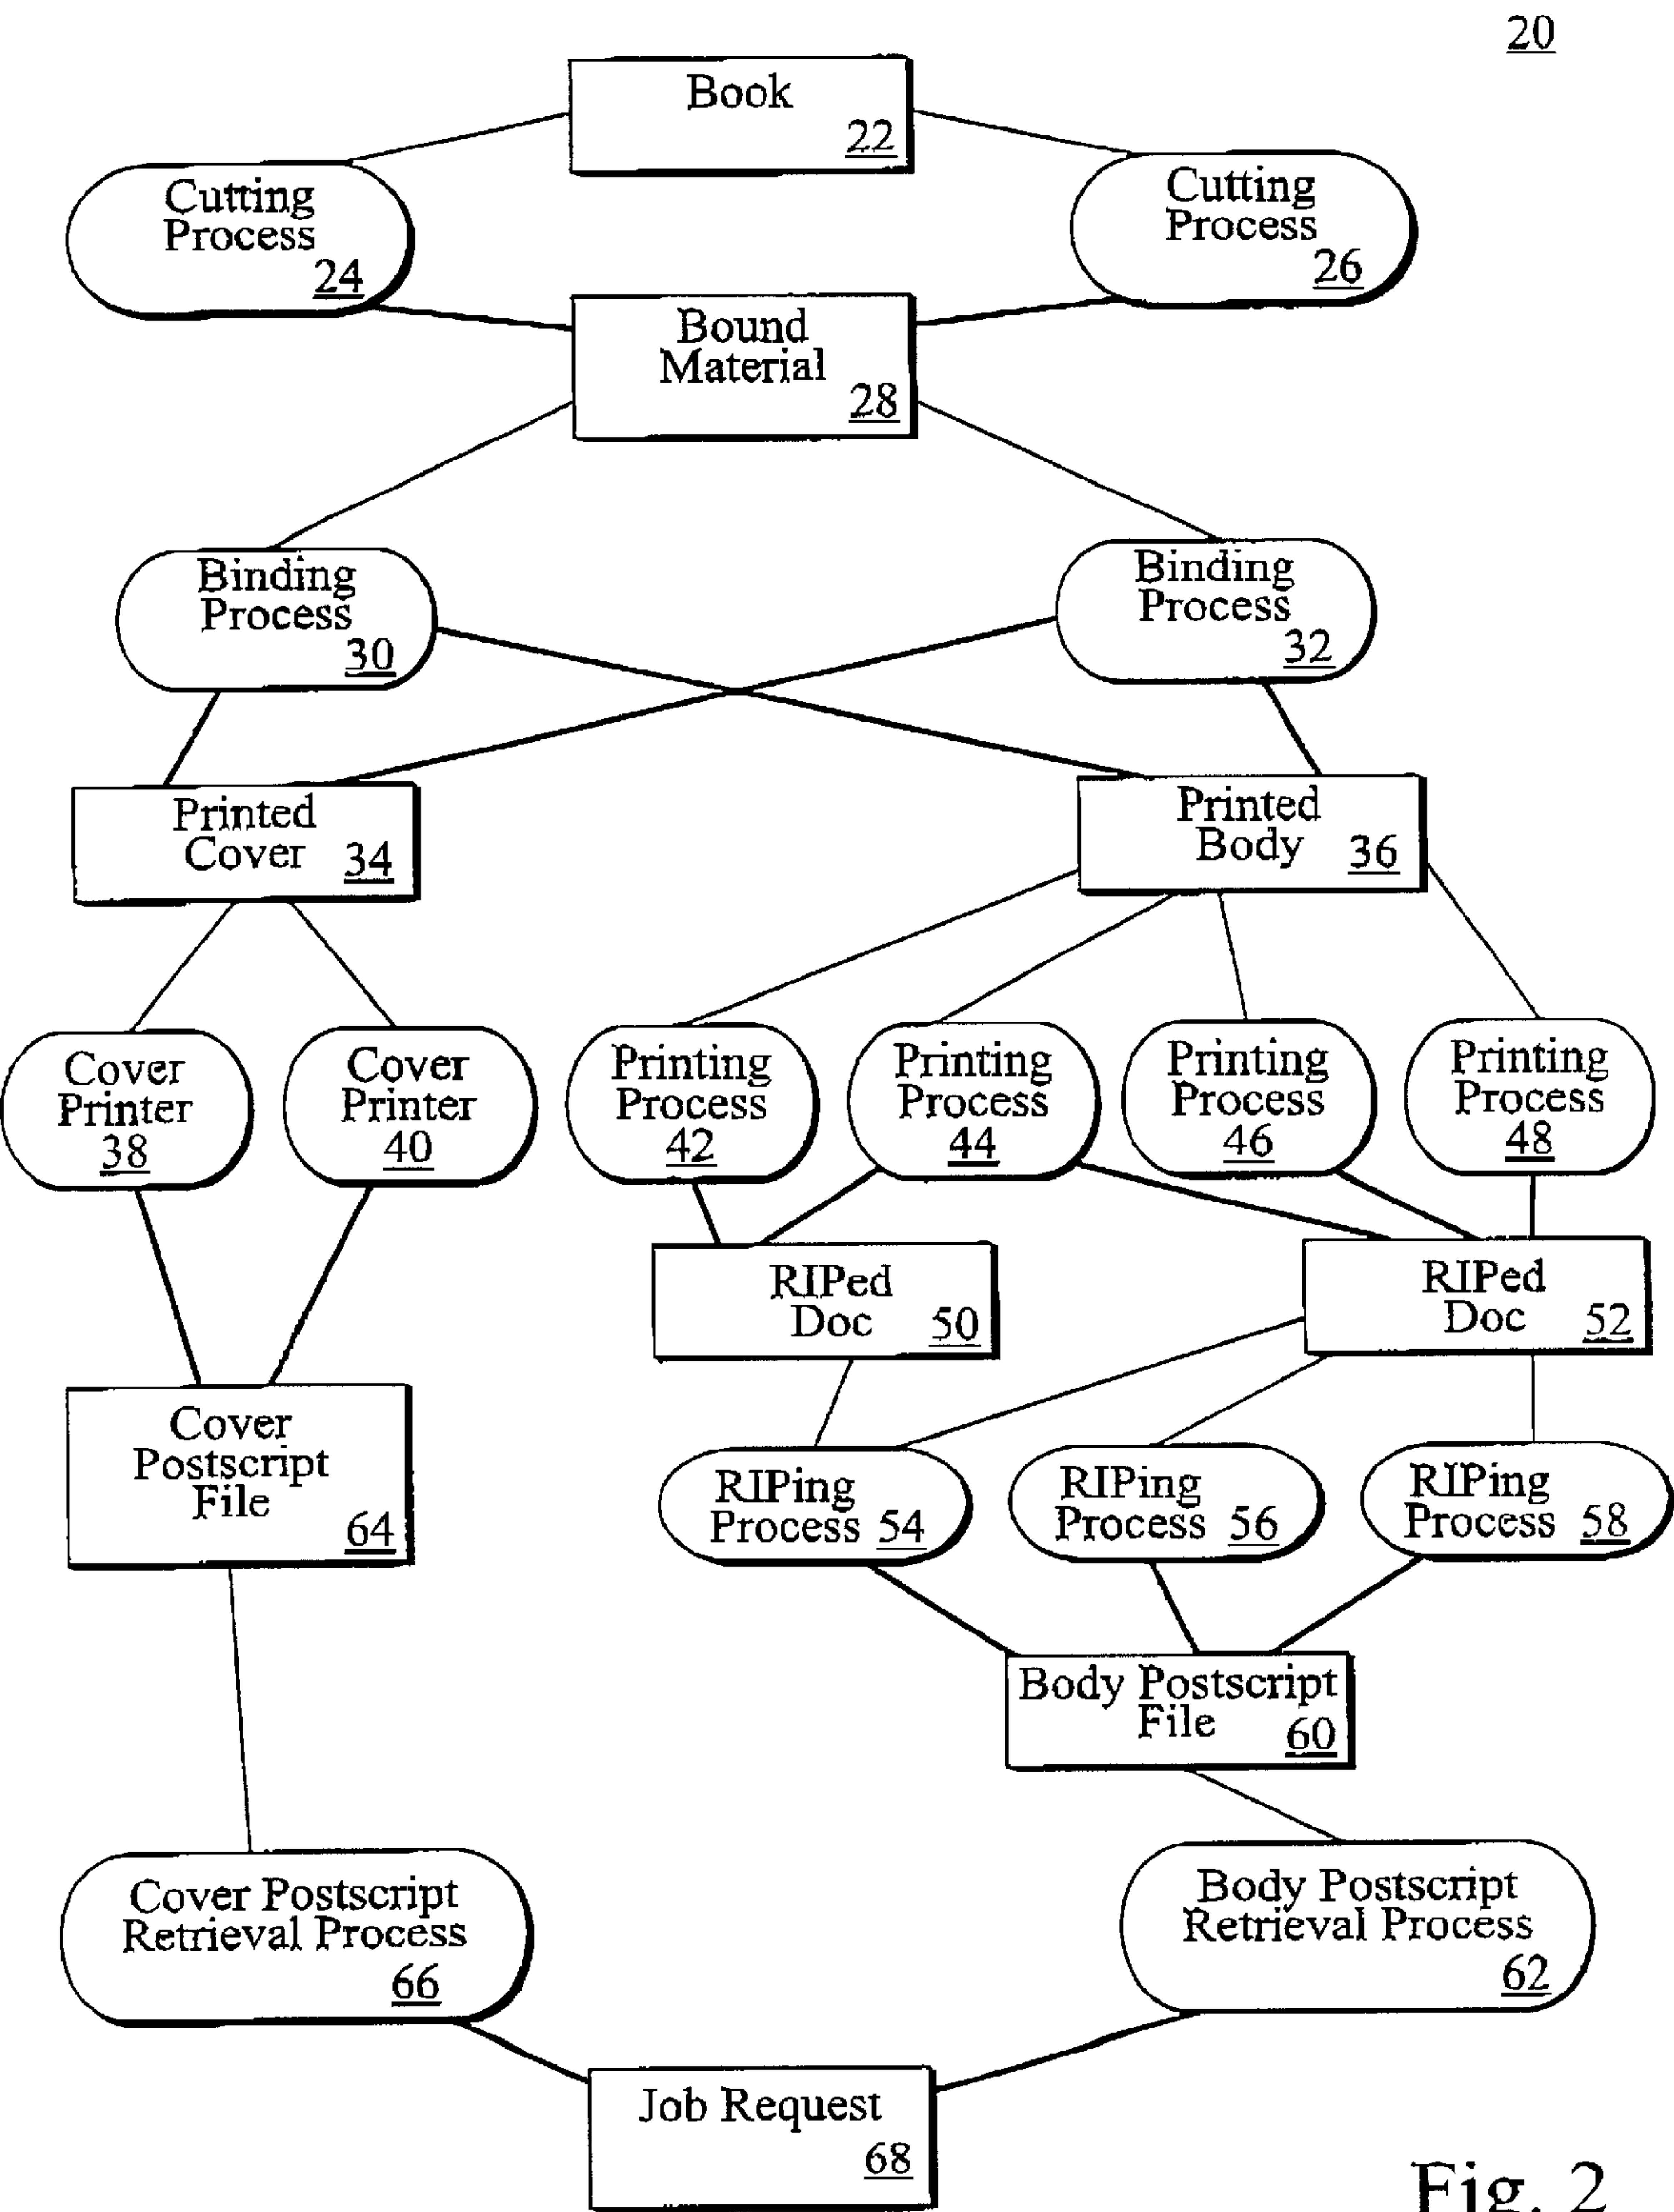 20
Book
22
Cutting
Process
24
Cutting
Process
26
Bound
Material
28
Binding
Process
30
Binding
Process
32
Printed
Cover
34
Printed
Body
36
Cover
Printer
38
Cover
Printer
40
Printing
Process
42
Printing
Process
44
Printing
Process
46
Printing
Process
48
RIPed
Doc
50
RIPed
Doc
52
Cover
Postscript
File
64
RIPing
Process 54
RIPing
Process 56
RIPing
Process 58
Body Postscript
File
60
Cover Postscript
Retrieval Process
66
Body Postscript
Retrieval Process
62
Job Request
68
Fig. 2